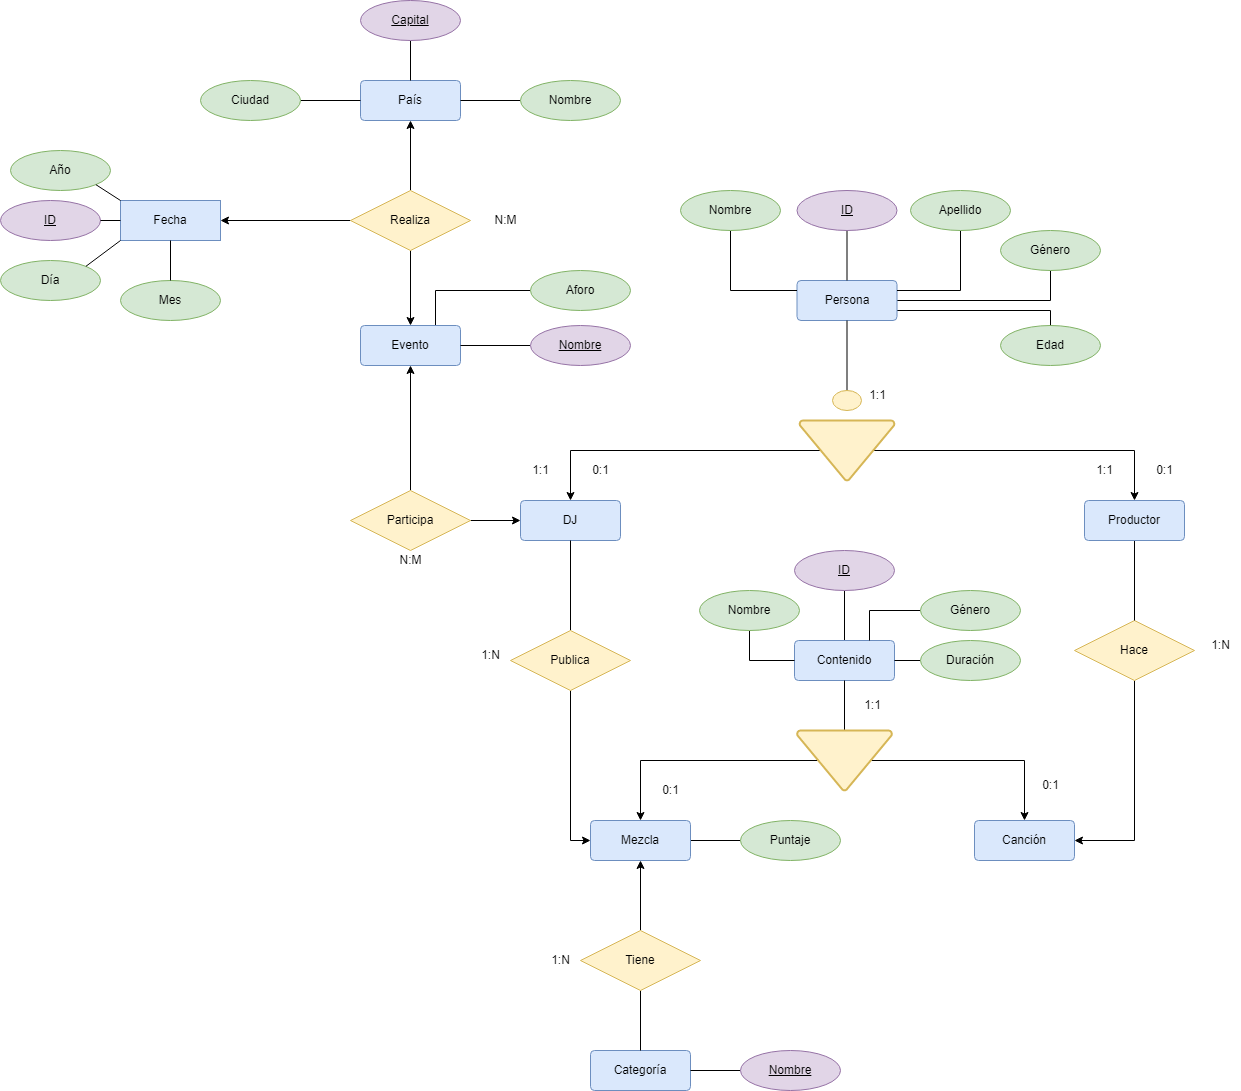 Capital
Ciudad
País
Nombre
Año
ID
Fecha
Realiza
N:M
Día
Mes
Aforo
Evento
Nombre
Nombre
ID
Apellido
Género
Persona
Edad
1:1
1:1
0:1
1:1
0:1
Participa
DJ
Productor
N:M
ID
Nombre
Género
1:N
Publica
Contenido
Duración
Hace
1:N
1:1
0:1
0:1
Mezcla
Puntaje
Canción
1:N
Tiene
Categoría
Nombre